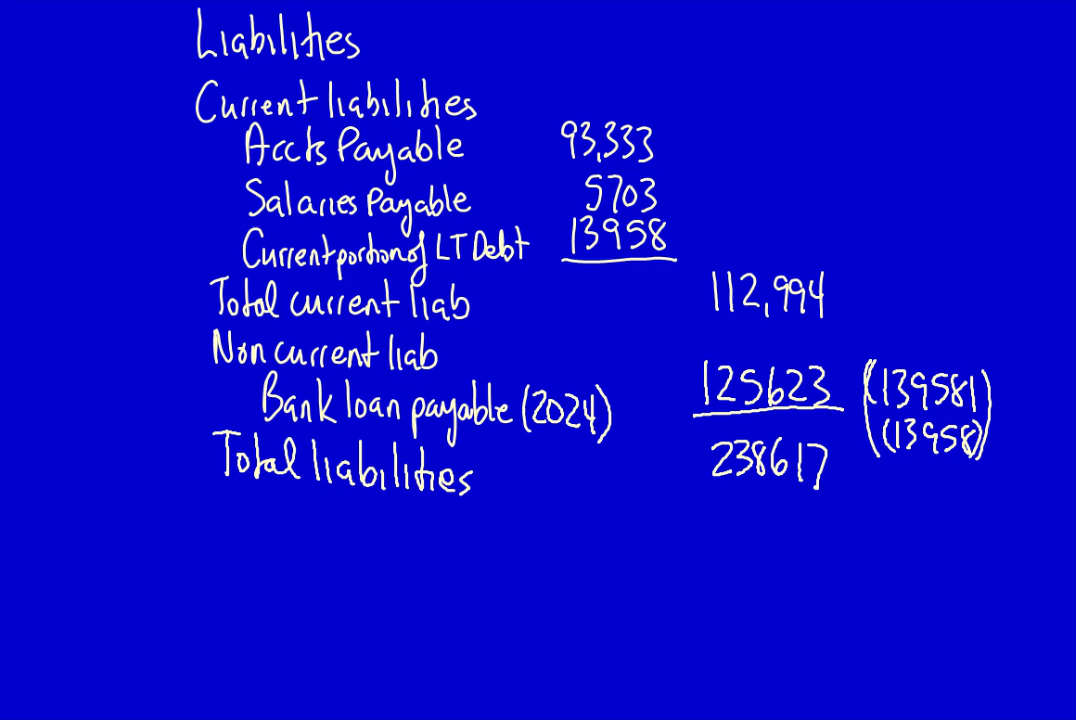 Liabilities
Current liabilities
Accts Payable 93,333
Salaries Payable 5703
Current portion of LT Debt 13958
Total current liab 112,994
Non current liab
Bank loan payable (2024) 125623 (139581)
(13958)
Total liabilities 238617